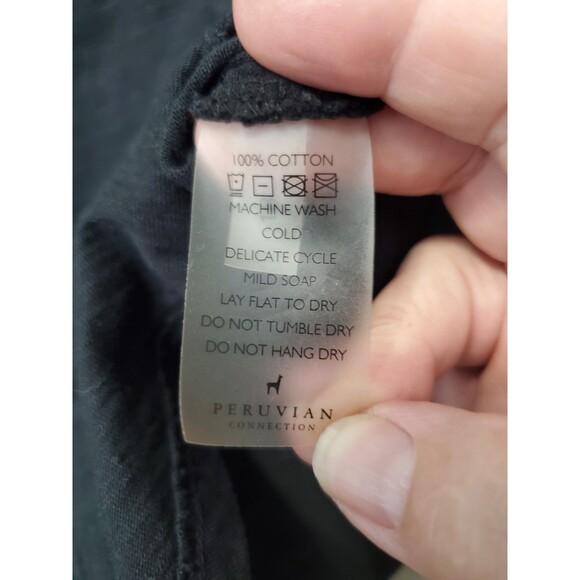 100% COTTON
MACHINE WASH
COLD
DELICATE CYCLE
MILD SOAP
LAY FLAT TO DRY
DO NOT TUMBLE DRY
DO NOT HANG DRY
PERUVIAN
CONNECTION